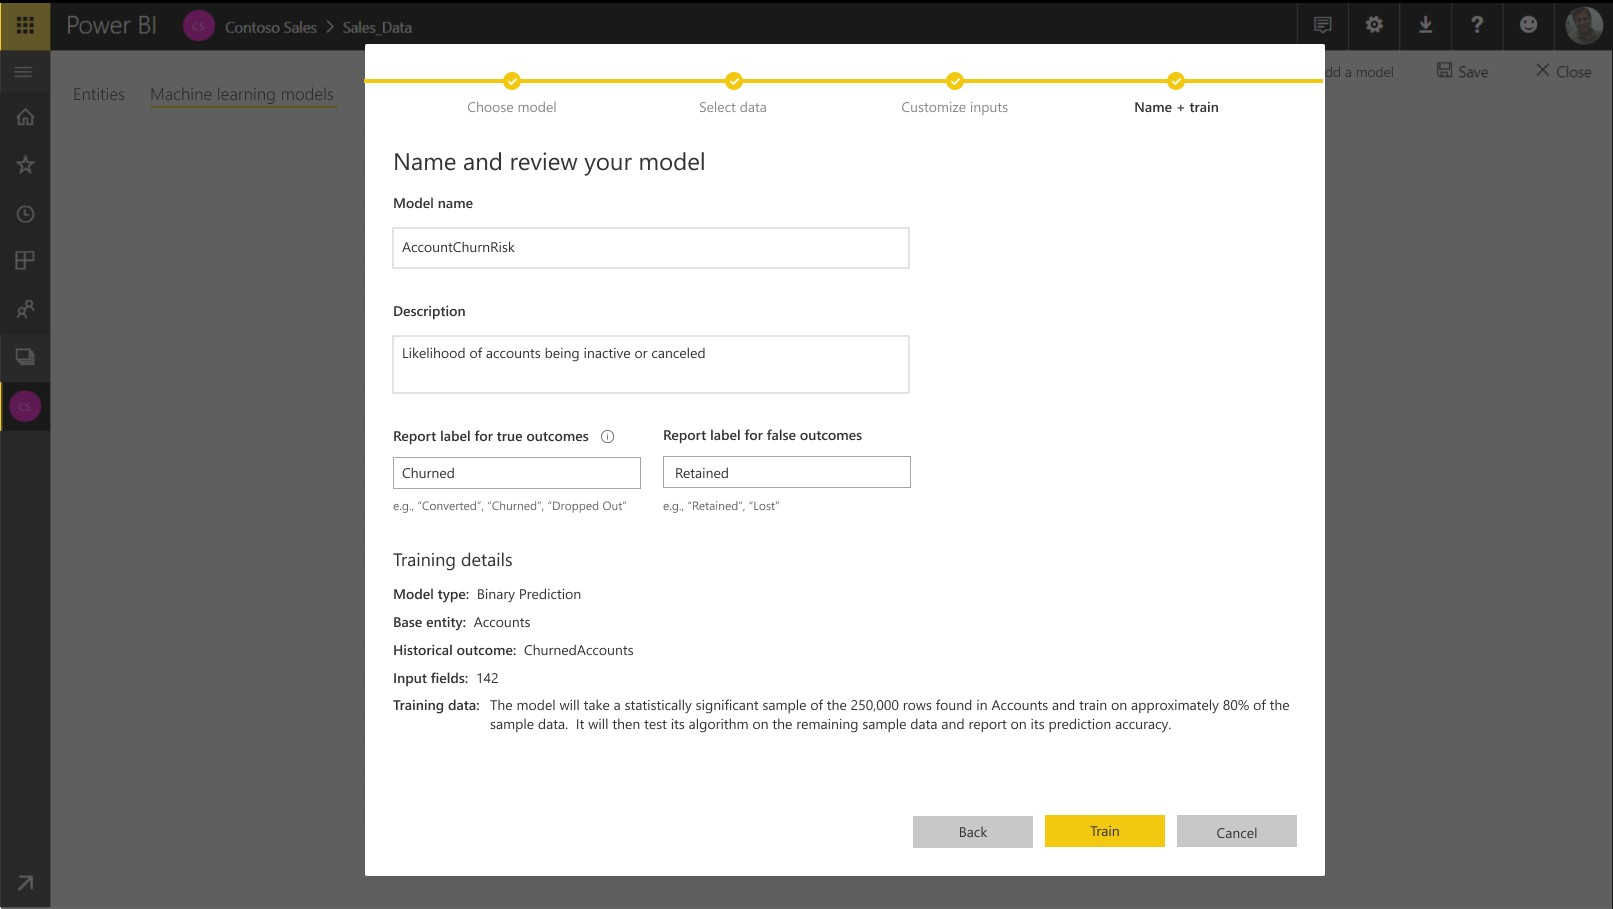 Power BI
CS
Contoso Sales > Sales_Data
?
Entities
Machine learning models
dd a model
Save
Close
Choose model
Select data
Customize inputs
Name + train
Name and review your model
Model name
AccountChurnRisk
Description
Likelihood of accounts being inactive or canceled
CS
Report label for true outcomes
Report label for false outcomes
Churned
Retained
e.g., “Converted”, “Churned”, “Dropped Out”
e.g., “Retained”, “Lost”
Training details
Model type: Binary Prediction
Base entity: Accounts
Historical outcome: ChurnedAccounts
Input fields: 142
Training data: The model will take a statistically significant sample of the 250,000 rows found in Accounts and train on approximately 80% of the
sample data. It will then test its algorithm on the remaining sample data and report on its prediction accuracy.
Back
Train
Cancel